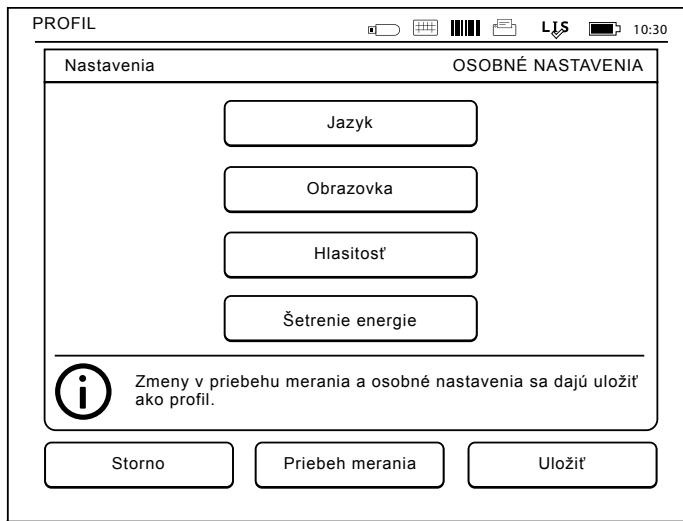 PROFIL LIS 10:30
Nastavenia OSOBNÉ NASTAVENIA
Jazyk
Obrazovka
Hlasitosť
Šetrenie energie
Zmeny v priebehu merania a osobné nastavenia sa dajú uložiť
ako profil.
Storno Priebeh merania Uložiť